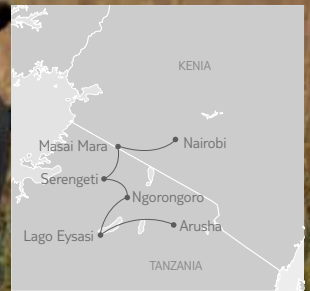 KENIA
Nairobi
Masai Mara
Serengeti
Ngorongoro
Arusha
Lago Eysasi
TANZANIA